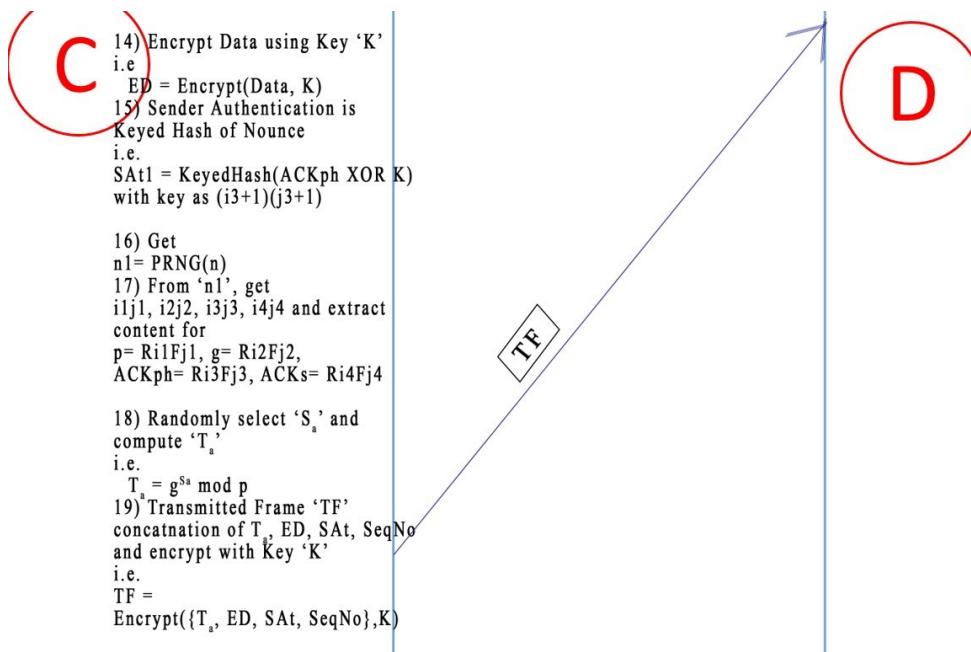 C
14) Encrypt Data using Key ‘K’
i.e
ED = Encrypt(Data, K)
15) Sender Authentication is
Keyed Hash of Nounce
i.e.
SAt1 = KeyedHash(ACKph XOR K)
with key as (i3+1)(j3+1)
16) Get
n1= PRNG(n)
17) From ‘n1’, get
i1j1, i2j2, i3j3, i4j4 and extract
content for
p= Ri1Fj1, g= Ri2Fj2,
ACKph= Ri3Fj3, ACKs= Ri4Fj4
18) Randomly select ‘Sa’ and
compute ‘Ta’
i.e.
Ta = g^Sa mod p
19) Transmitted Frame ‘TF’
concatnation of Ta, ED, SAt, SeqNo
and encrypt with Key ‘K’
i.e.
TF =
Encrypt({Ta, ED, SAt, SeqNo},K)
TF
D